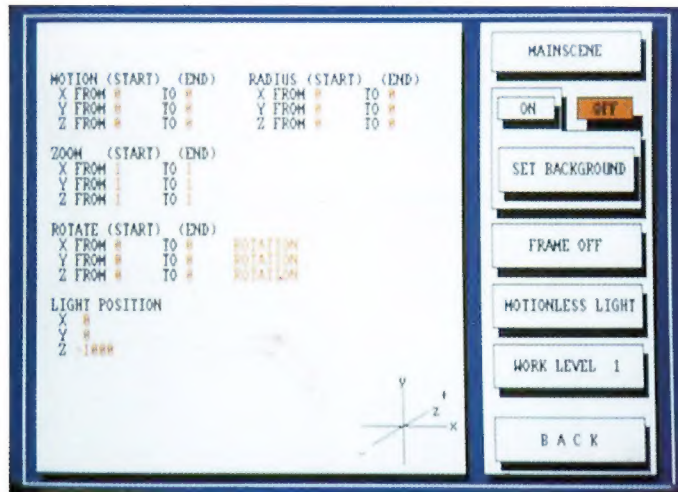 MOTION (START) (END) RADIUS (START) (END)
X FROM 0 TO 0 X FROM 0 TO 0
Y FROM 0 TO 0 Y FROM 0 TO 0
Z FROM 0 TO 0 Z FROM 0 TO 0
ZOOM (START) (END)
X FROM 1 TO 1
Y FROM 1 TO 1
Z FROM 1 TO 1
ROTATE (START) (END)
X FROM 0 TO 0 ROTATION
Y FROM 0 TO 0 ROTATION
Z FROM 0 TO 0 ROTATION
LIGHT POSITION
X 0
Y 0
Z -1000
Y
+
Z
X
-
MAINSCENE
ON OFF
SET BACKGROUND
FRAME OFF
MOTIONLESS LIGHT
WORK LEVEL 1
B A C K